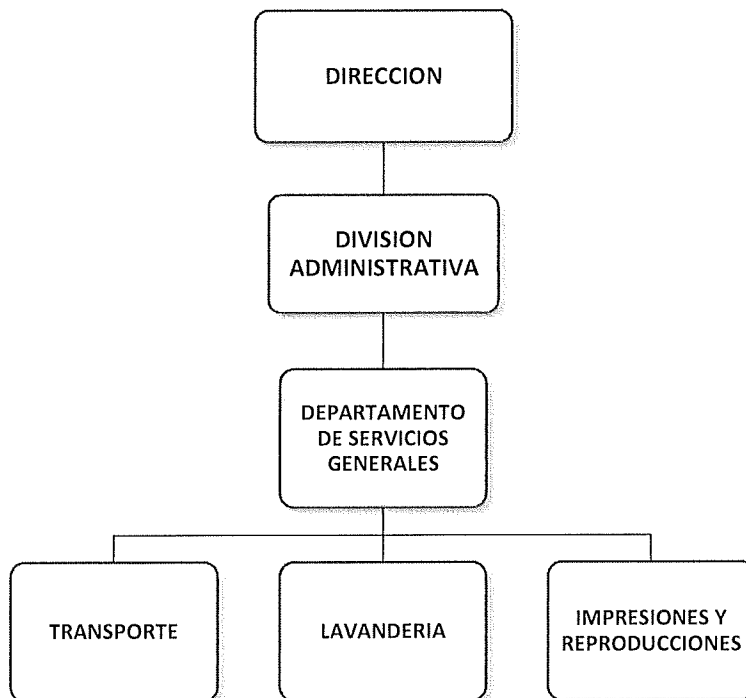 DIRECCION
DIVISION
ADMINISTRATIVA
DEPARTAMENTO
DE SERVICIOS
GENERALES
TRANSPORTE
LAVANDERIA
IMPRESIONES Y
REPRODUCCIONES